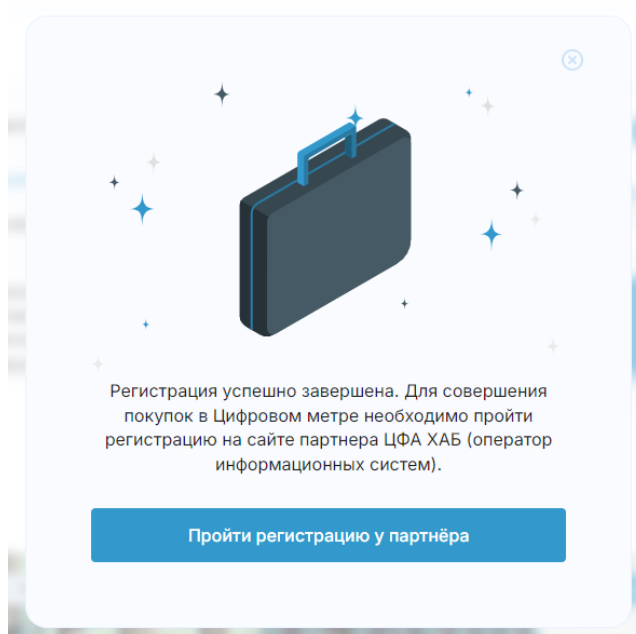 Регистрация успешно завершена. Для совершения
покупок в Цифровом метре необходимо пройти
регистрацию на сайте партнера ЦФА ХАБ (оператор
информационных систем).
Пройти регистрацию у партнёра